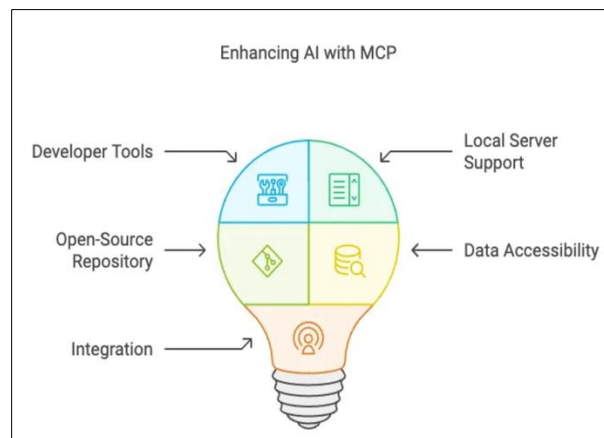 Enhancing AI with MCP
Developer Tools
Local Server
Support
Open-Source
Repository
Data Accessibility
Integration